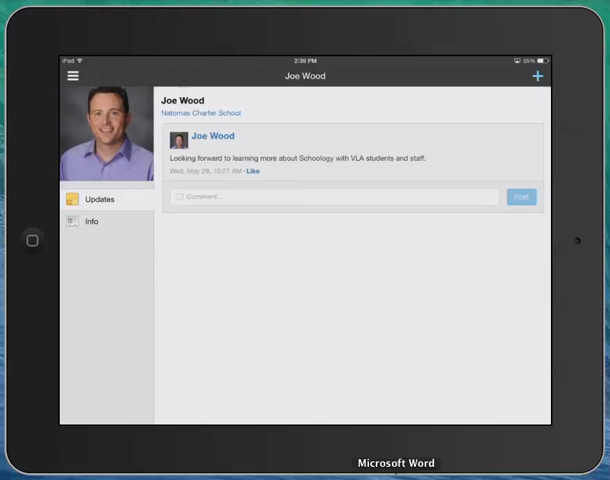 iPad
2:39 PM
55%
Joe Wood
Joe Wood
Natomas Charter School
Joe Wood
Looking forward to learning more about Schoology with VLA students and staff.
Wed, May 28, 10:27 AM · Like
Comment...
Post
Updates
Info
Microsoft Word